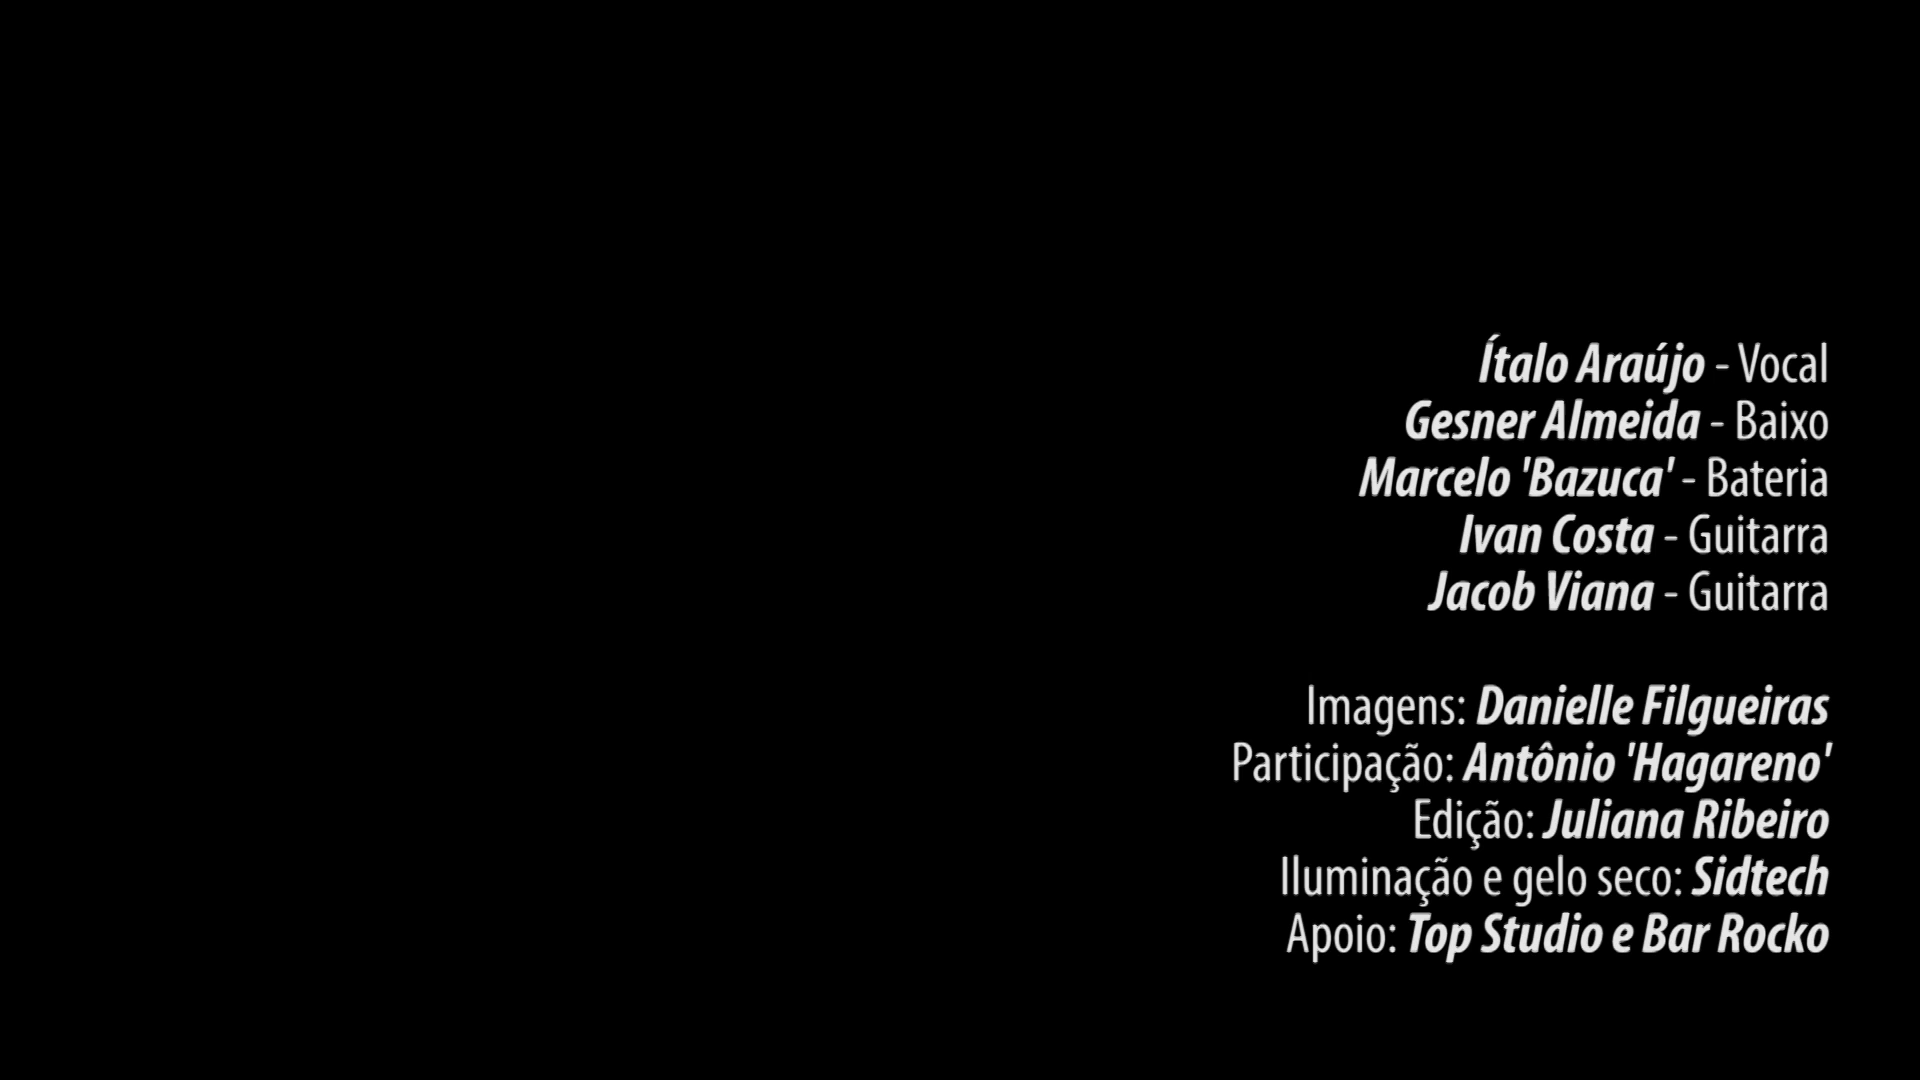 Ítalo Araújo - Vocal
Gesner Almeida - Baixo
Marcelo 'Bazuca' - Bateria
Ivan Costa - Guitarra
Jacob Viana - Guitarra
Imagens: Danielle Filgueiras
Participação: Antônio 'Hagareno'
Edição: Juliana Ribeiro
Iluminação e gelo seco: Sidtech
Apoio: Top Studio e Bar Rocko